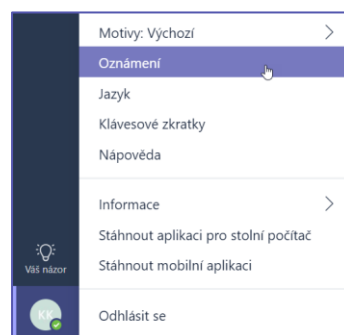 Motivy: Výchozí
Oznámení
Jazyk
Klávesové zkratky
Nápověda
Informace
Stáhnout aplikaci pro stolní počítač
Stáhnout mobilní aplikaci
Váš názor
KK
Odhlásit se